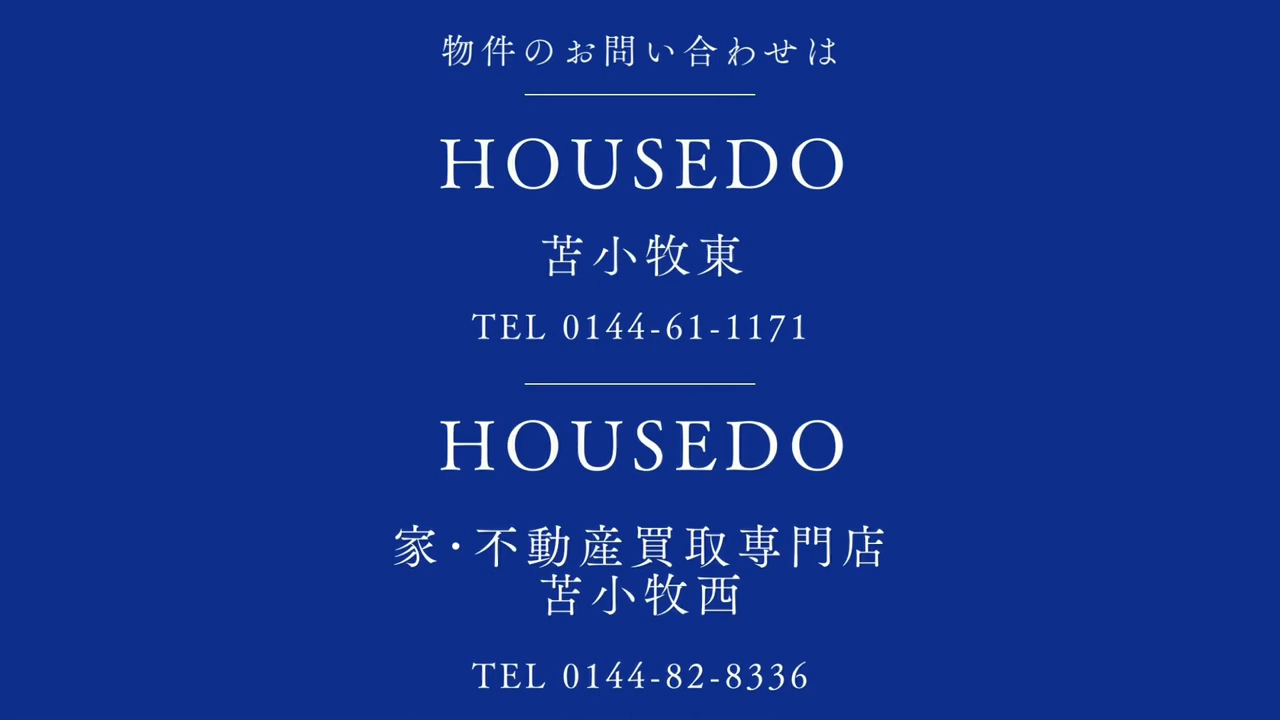 物件のお問い合わせは
HOUSEDO
苫小牧東
TEL 0144-61-1171
HOUSEDO
家・不動産買取専門店
苫小牧西
TEL 0144-82-8336